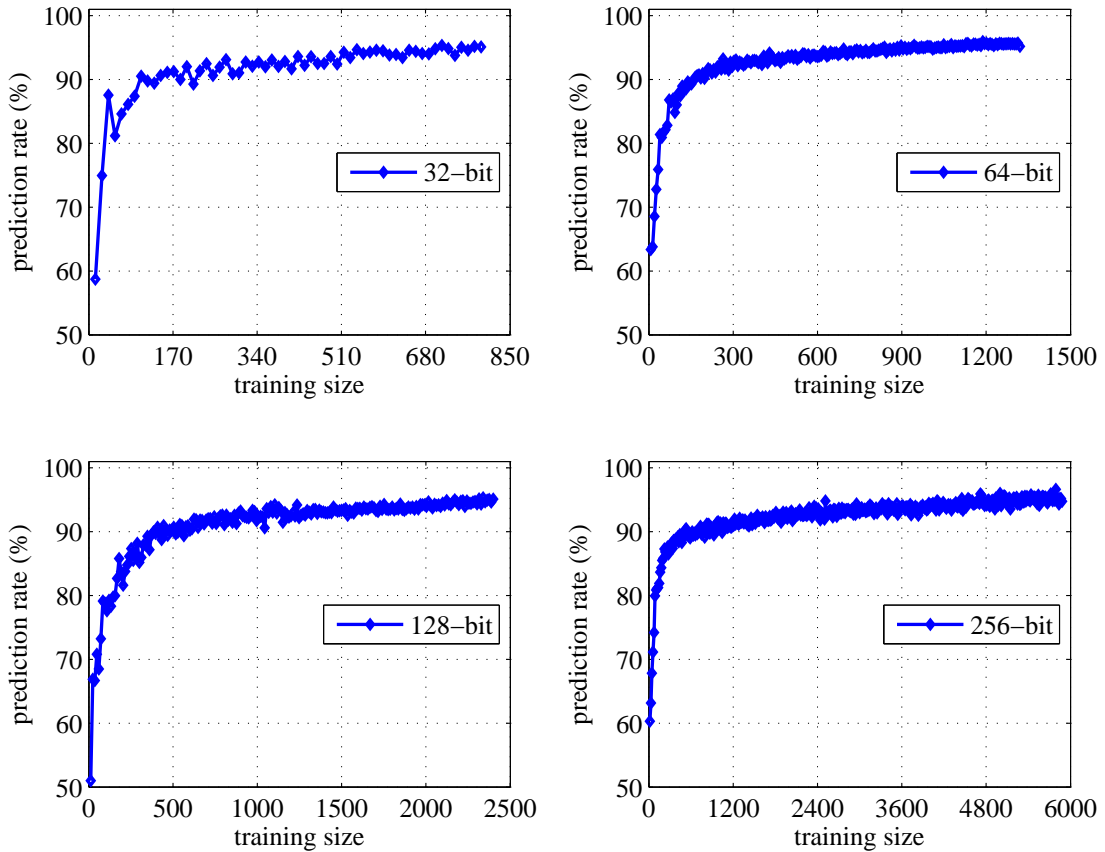 100
90
80
70
60
50
prediction rate (%)
32−bit
0 170 340 510 680 850
training size
100
90
80
70
60
50
prediction rate (%)
64−bit
0 300 600 900 1200 1500
training size
100
90
80
70
60
50
prediction rate (%)
128−bit
0 500 1000 1500 2000 2500
training size
100
90
80
70
60
50
prediction rate (%)
256−bit
0 1200 2400 3600 4800 6000
training size